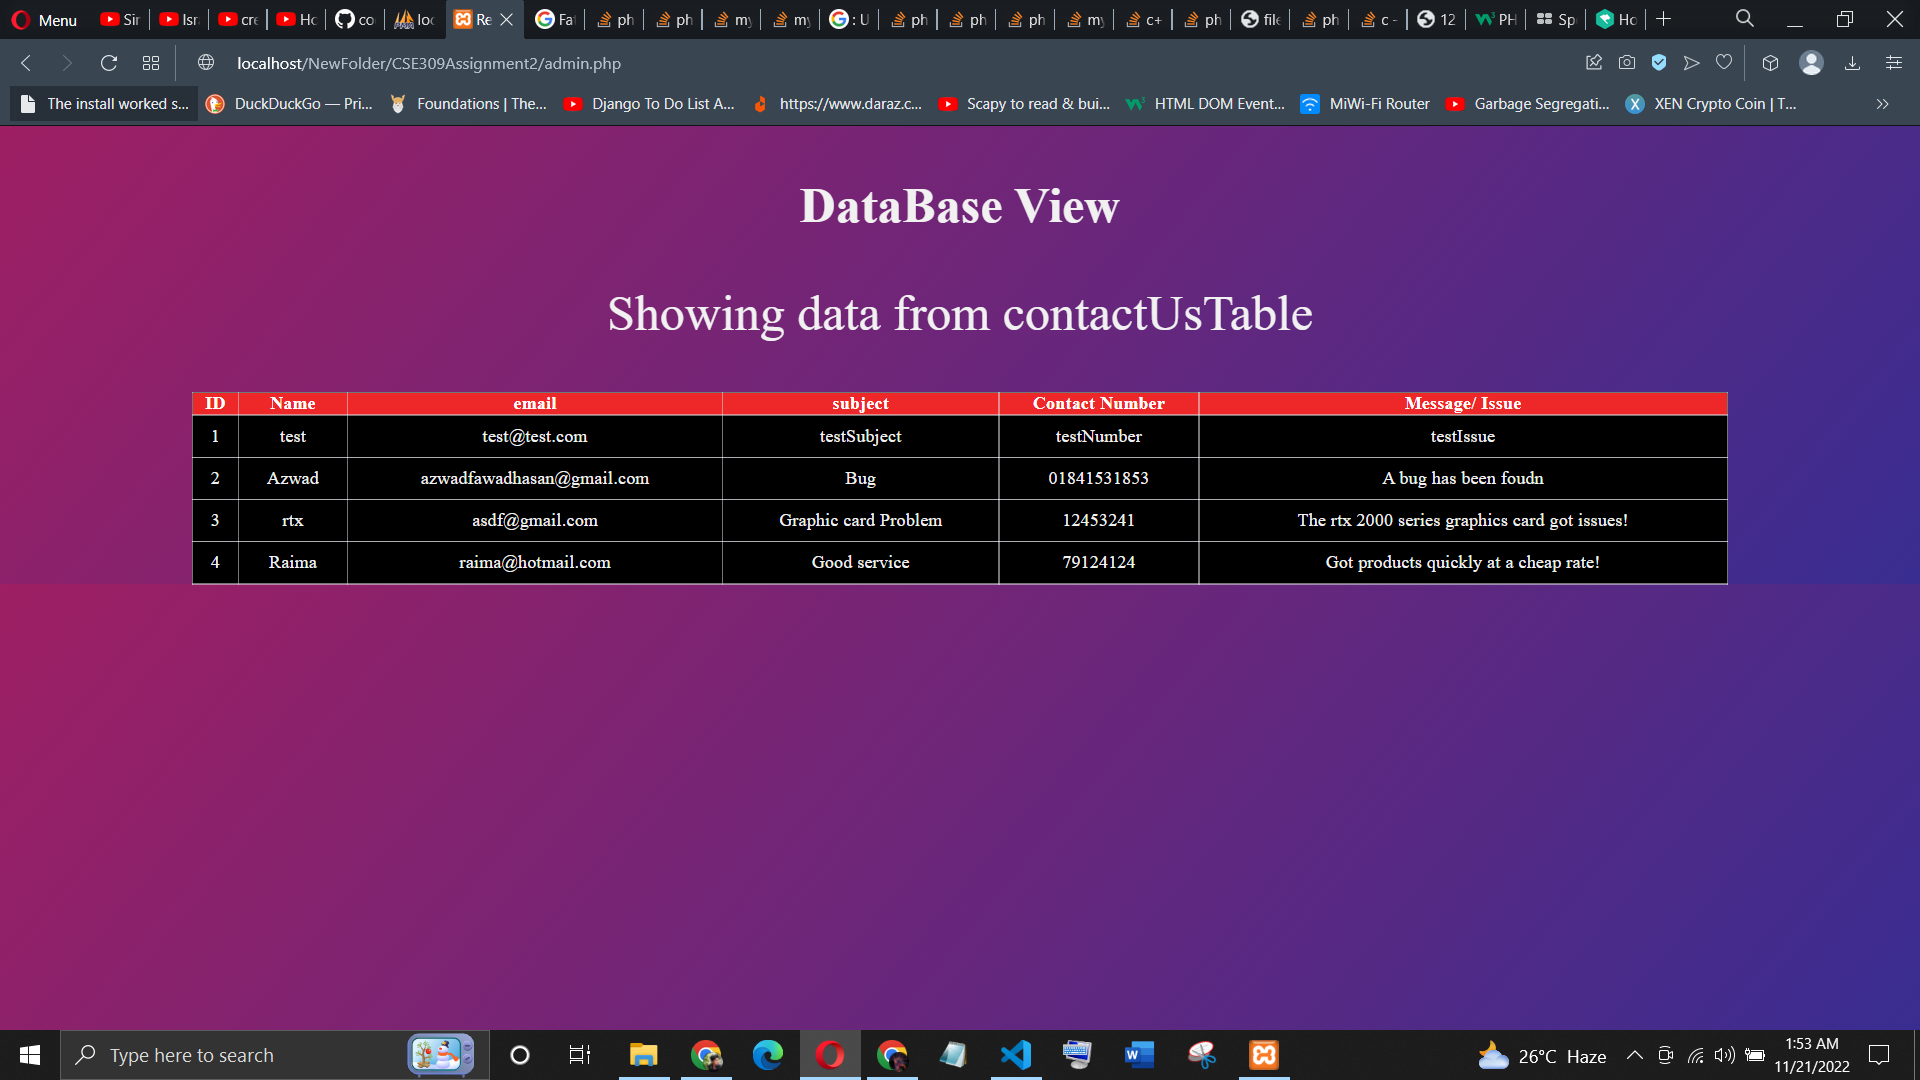 Menu
Sir
Isra
cre
Ho
co
loc
Re
Fa
ph
ph
my
my
: U
ph
ph
ph
my
c+
ph
file
ph
c -
12
PH
Sp
Ho
localhost/NewFolder/CSE309Assignment2/admin.php
The install worked s...
DuckDuckGo — Pri...
Foundations | The...
Django To Do List A...
https://www.daraz.c...
Scapy to read & bui...
HTML DOM Event...
MiWi-Fi Router
Garbage Segregati...
XEN Crypto Coin | T...
DataBase View
Showing data from contactUsTable
ID Name email subject Contact Number Message/ Issue
1 test test@test.com testSubject testNumber testIssue
2 Azwad azwadfawadhasan@gmail.com Bug 01841531853 A bug has been foudn
3 rtx asdf@gmail.com Graphic card Problem 12453241 The rtx 2000 series graphics card got issues!
4 Raima raima@hotmail.com Good service 79124124 Got products quickly at a cheap rate!
Type here to search
26°C Haze
1:53 AM
11/21/2022